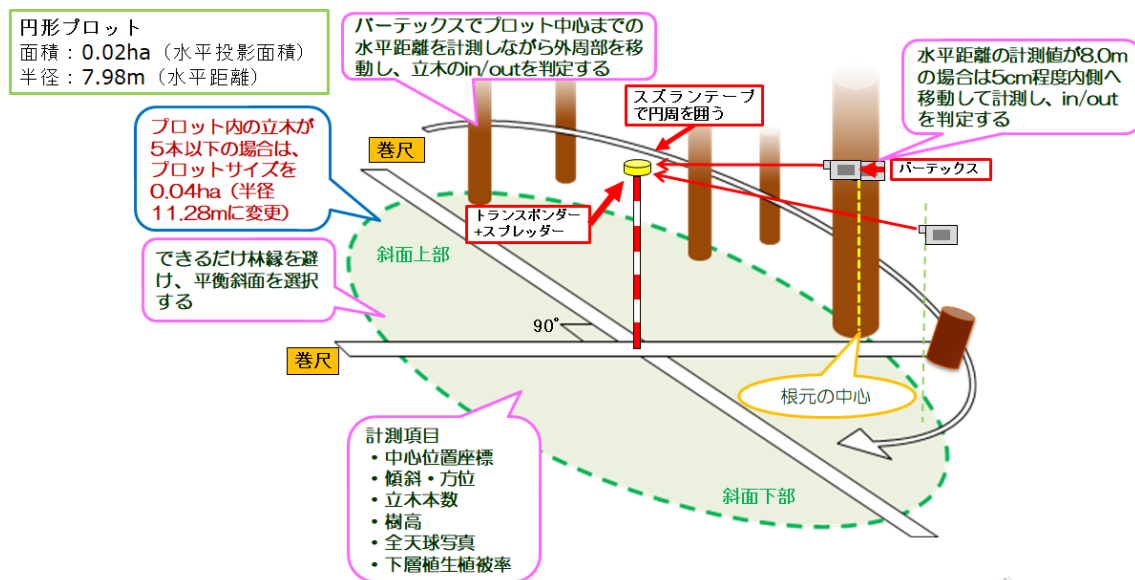 円形プロット
面積：0.02ha（水平投影面積）
半径：7.98m（水平距離）
バーテックスでプロット中心までの
水平距離を計測しながら外周部を移
動し、立木のin/outを判定する
水平距離の計測値が8.0m
の場合は5cm程度内側へ
移動して計測し、in/out
を判定する
スズランテープ
で円周を囲う
プロット内の立木が
5本以下の場合は、
プロットサイズを
0.04ha（半径
11.28mに変更）
巻尺
バーテックス
トランスポンダー
+スプレッダー
できるだけ林縁を避
け、平衡斜面を選択
する
斜面上部
90°
巻尺
根元の中心
計測項目
・中心位置座標
・傾斜・方位
・立木本数
・樹高
・全天球写真
・下層植生植被率
斜面下部